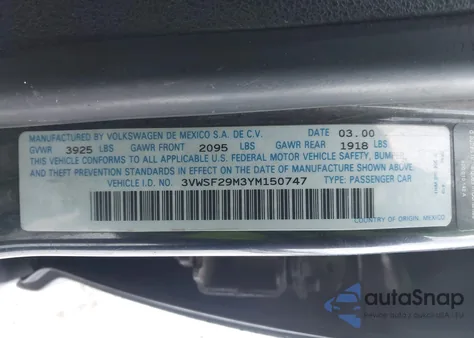 MANUFACTURED BY VOLKSWAGEN DE MEXICO S.A. DE C.V. DATE 03.00
GVWR 3925 LBS GAWR FRONT 2095 LBS GAWR REAR 1918 LBS
THIS VEHICLE CONFORMS TO ALL APPLICABLE U.S. FEDERAL MOTOR VEHICLE SAFETY, BUMPER
AND THEFT PREVENTION STANDARDS IN EFFECT ON THE DATE OF MANUFACTURE SHOWN ABOVE.
VEHICLE I.D. NO. 3VWSF29M3YM150747 TYPE: PASSENGER CAR
COUNTRY OF ORIGIN, MEXICO
autoSnap